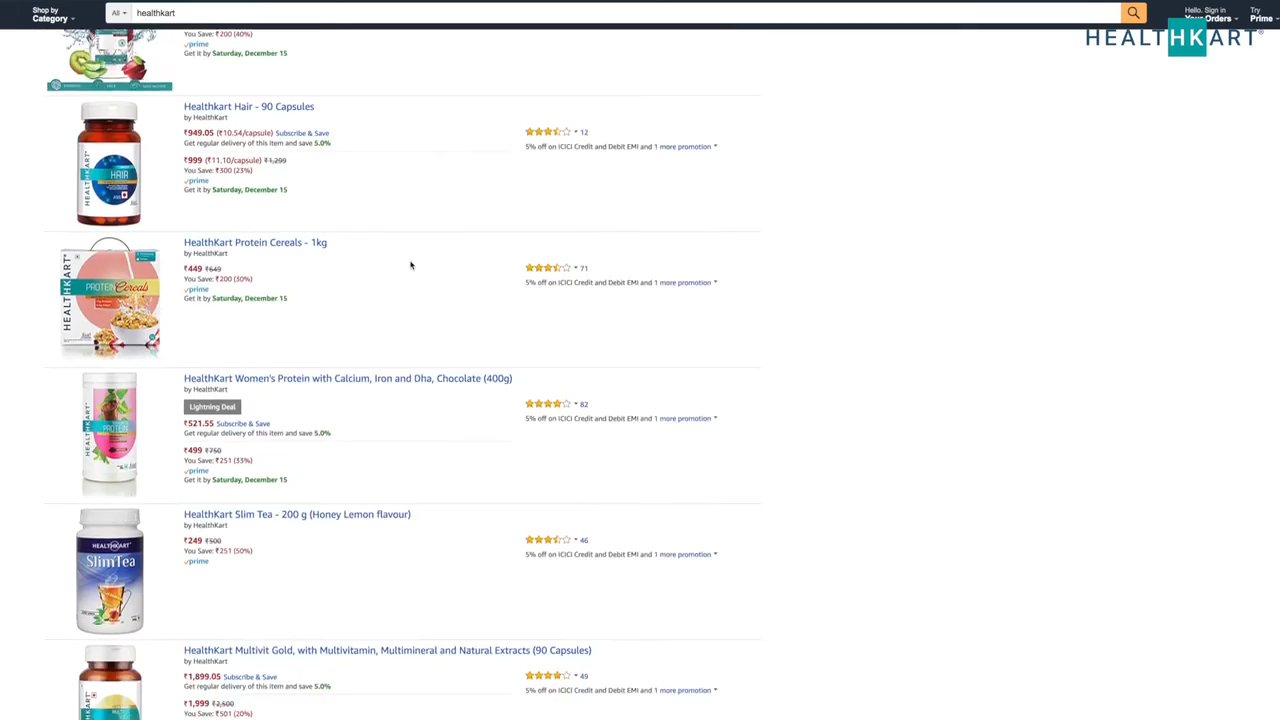 Shop by
Category
All
healthkart
Hello. Sign in
Your Orders
Try
Prime
HEALTHKART®
You Save: ₹200 (40%)
prime
Get it by Saturday, December 15
Healthkart Hair - 90 Capsules
by HealthKart
₹949.05 (₹10.54/capsule) Subscribe & Save
Get regular delivery of this item and save 5.0%
₹999 (₹11.10/capsule) ₹1,299
You Save: ₹300 (23%)
prime
Get it by Saturday, December 15
12
5% off on ICICI Credit and Debit EMI and 1 more promotion
HEALTHKART
HAIR
HealthKart Protein Cereals - 1kg
by HealthKart
₹449 ₹649
You Save: ₹200 (30%)
prime
Get it by Saturday, December 15
71
5% off on ICICI Credit and Debit EMI and 1 more promotion
HEALTHKART
PROTEIN Cereals
HealthKart Women's Protein with Calcium, Iron and Dha, Chocolate (400g)
by HealthKart
Lightning Deal
₹521.55 Subscribe & Save
Get regular delivery of this item and save 5.0%
₹499 ₹750
You Save: ₹251 (33%)
prime
Get it by Saturday, December 15
82
5% off on ICICI Credit and Debit EMI and 1 more promotion
HEALTHKART
PROTEIN
HealthKart Slim Tea - 200 g (Honey Lemon flavour)
by HealthKart
₹249 ₹500
You Save: ₹251 (50%)
prime
46
5% off on ICICI Credit and Debit EMI and 1 more promotion
HEALTHKART
SlimTea
HealthKart Multivit Gold, with Multivitamin, Multimineral and Natural Extracts (90 Capsules)
by HealthKart
₹1,899.05 Subscribe & Save
Get regular delivery of this item and save 5.0%
₹1,999 ₹2,500
You Save: ₹501 (20%)
49
5% off on ICICI Credit and Debit EMI and 1 more promotion